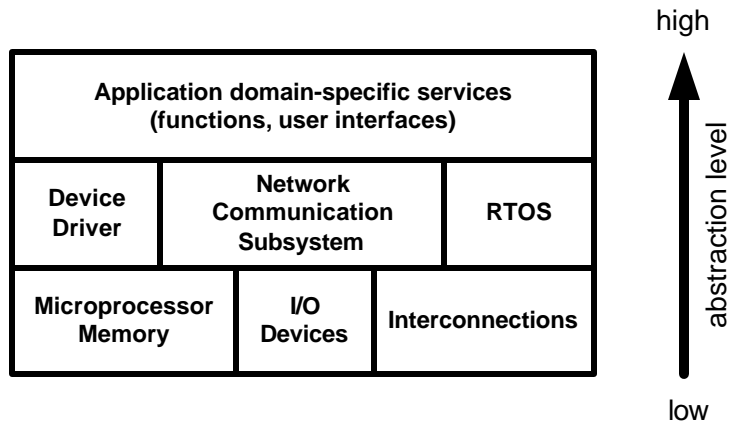 high
Application domain-specific services
(functions, user interfaces)
Device
Driver
Network
Communication
Subsystem
RTOS
Microprocessor
Memory
I/O
Devices
Interconnections
abstraction level
low